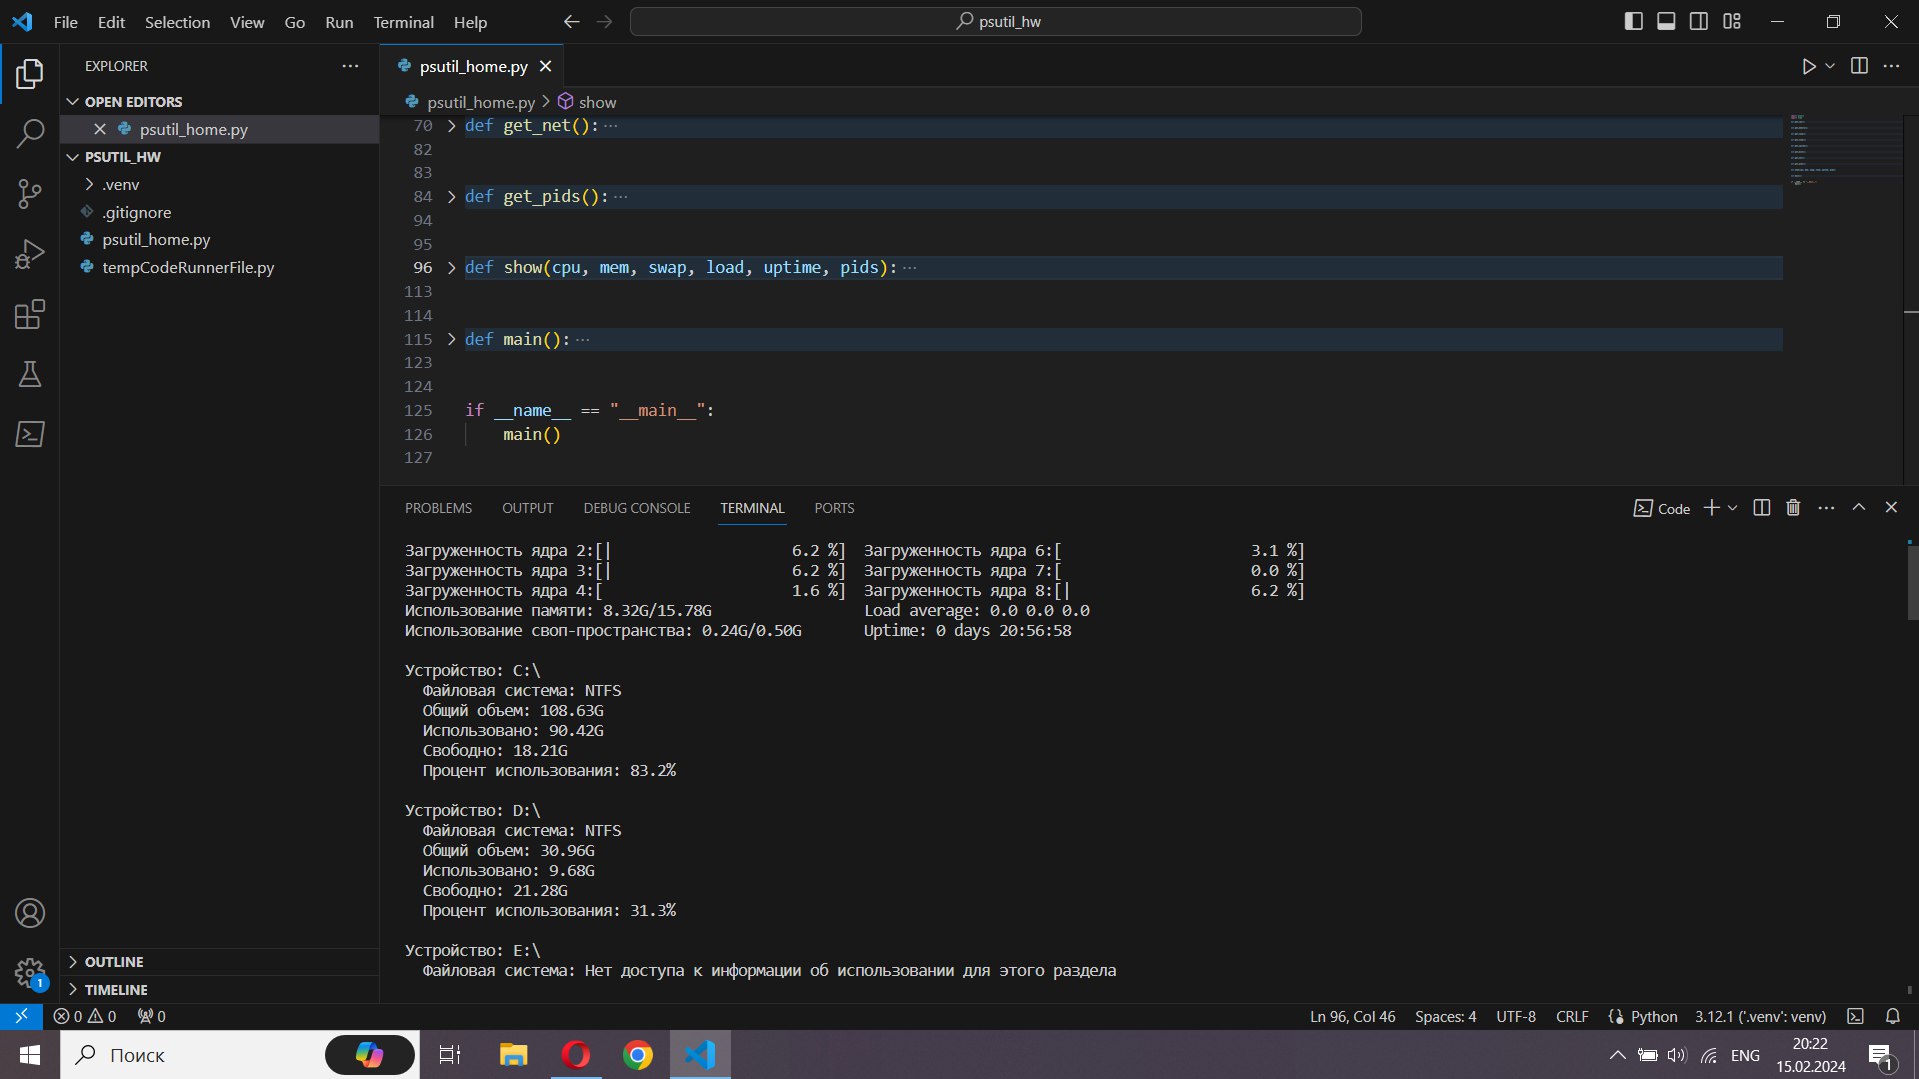 File Edit Selection View Go Run Terminal Help
psutil_hw
EXPLORER
OPEN EDITORS
psutil_home.py
PSUTIL_HW
.venv
.gitignore
psutil_home.py
tempCodeRunnerFile.py
OUTLINE
TIMELINE
psutil_home.py
psutil_home.py > show
70 def get_net(): ...
82
83
84 def get_pids(): ...
94
95
96 def show(cpu, mem, swap, load, uptime, pids): ...
113
114
115 def main(): ...
123
124
125 if __name__ == "__main__":
126 main()
127
PROBLEMS OUTPUT DEBUG CONSOLE TERMINAL PORTS
Code
Загруженность ядра 2:[| 6.2 %] Загруженность ядра 6:[ 3.1 %]
Загруженность ядра 3:[| 6.2 %] Загруженность ядра 7:[ 0.0 %]
Загруженность ядра 4:[ 1.6 %] Загруженность ядра 8:[| 6.2 %]
Использование памяти: 8.32G/15.78G Load average: 0.0 0.0 0.0
Использование своп-пространства: 0.24G/0.50G Uptime: 0 days 20:56:58
Устройство: C:\
Файловая система: NTFS
Общий объем: 108.63G
Использовано: 90.42G
Свободно: 18.21G
Процент использования: 83.2%
Устройство: D:\
Файловая система: NTFS
Общий объем: 30.96G
Использовано: 9.68G
Свободно: 21.28G
Процент использования: 31.3%
Устройство: E:\
Файловая система: Нет доступа к информации об использовании для этого раздела
1
0 0 0
Ln 96, Col 46 Spaces: 4 UTF-8 CRLF Python 3.12.1 ('.venv': venv)
Поиск
ENG
20:22
15.02.2024
1